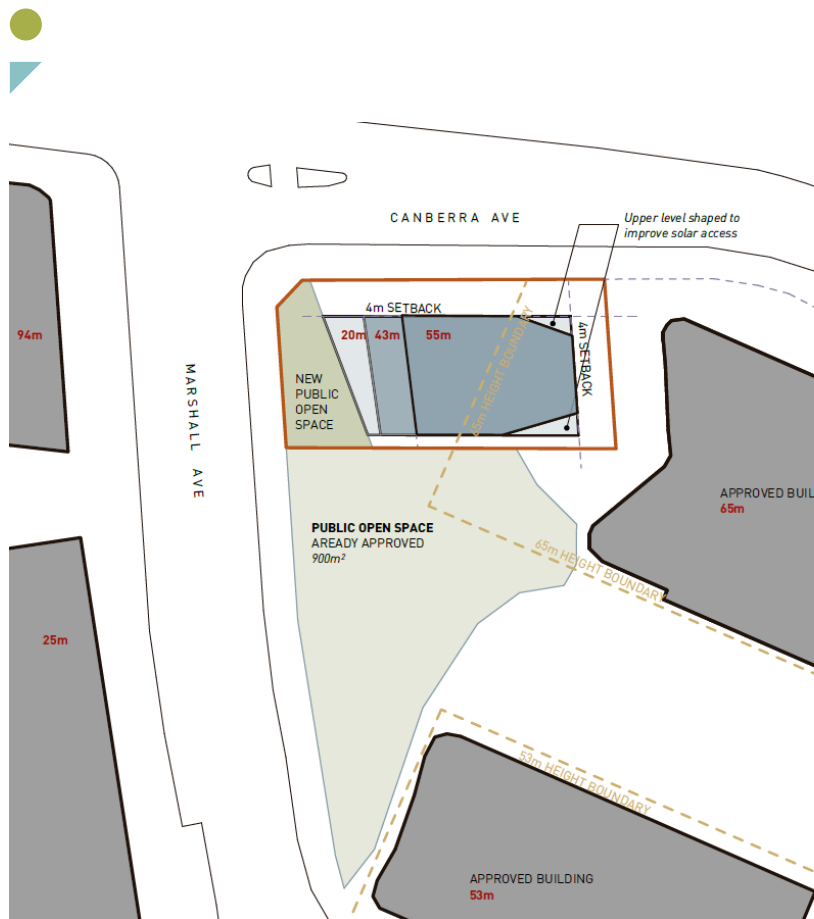 CANBERRA AVE
Upper level shaped to
improve solar access
4m SETBACK
94m
20m
43m
55m
65m HEIGHT BOUNDARY
4m SETBACK
MARSHALL AVE
NEW
PUBLIC
OPEN
SPACE
APPROVED BUIL
65m
PUBLIC OPEN SPACE
AREADY APPROVED
900m²
65m HEIGHT BOUNDARY
25m
53m HEIGHT BOUNDARY
APPROVED BUILDING
53m